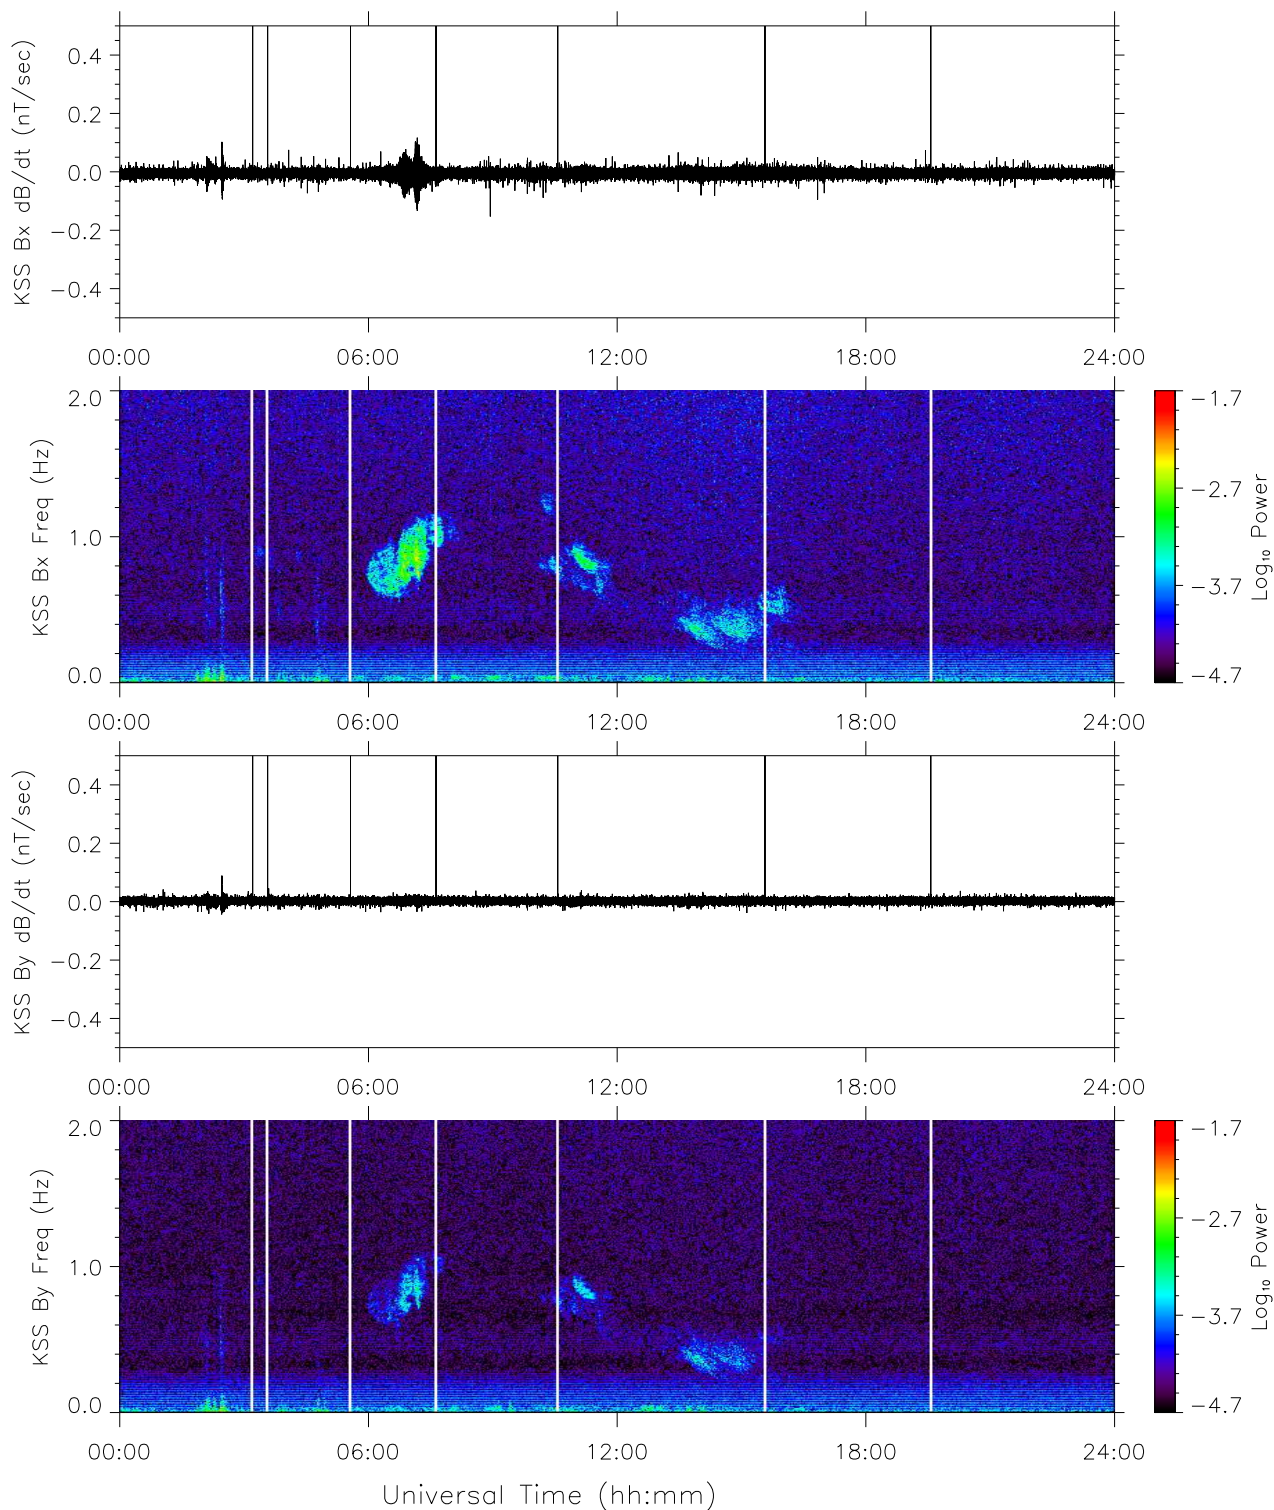 KSS Bx dB/dt (nT/sec)
0.4
0.2
0.0
−0.2
−0.4
00:00 06:00 12:00 18:00 24:00
KSS Bx Freq (Hz)
2.0
1.0
0.0
−1.7
−2.7
−3.7
−4.7
Log₁₀ Power
00:00 06:00 12:00 18:00 24:00
KSS By dB/dt (nT/sec)
0.4
0.2
0.0
−0.2
−0.4
00:00 06:00 12:00 18:00 24:00
KSS By Freq (Hz)
2.0
1.0
0.0
−1.7
−2.7
−3.7
−4.7
Log₁₀ Power
00:00 06:00 12:00 18:00 24:00
Universal Time (hh:mm)